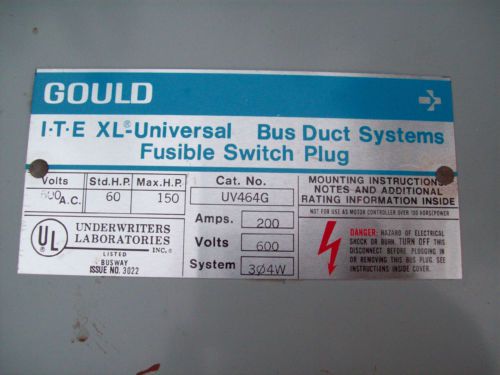 GOULD
I·T·E XL®-Universal Bus Duct Systems
Fusible Switch Plug
Volts Std.H.P. Max.H.P.
600 A.C. 60 150
UL ® UNDERWRITERS
LABORATORIES INC.®
LISTED
BUSWAY
ISSUE NO. 3022
Cat. No.
UV464G
Amps. 200
Volts 600
System 3Ø4W
MOUNTING INSTRUCTIONS
NOTES AND ADDITIONAL
RATING INFORMATION INSIDE
NOT FOR USE AS MOTOR CONTROLLER OVER 100 HORSEPOWER
DANGER: HAZARD OF ELECTRICAL
SHOCK OR BURN. TURN OFF THIS
DISCONNECT BEFORE PLUGGING IN
OR REMOVING THIS BUS PLUG. SEE
INSTRUCTIONS INSIDE COVER.